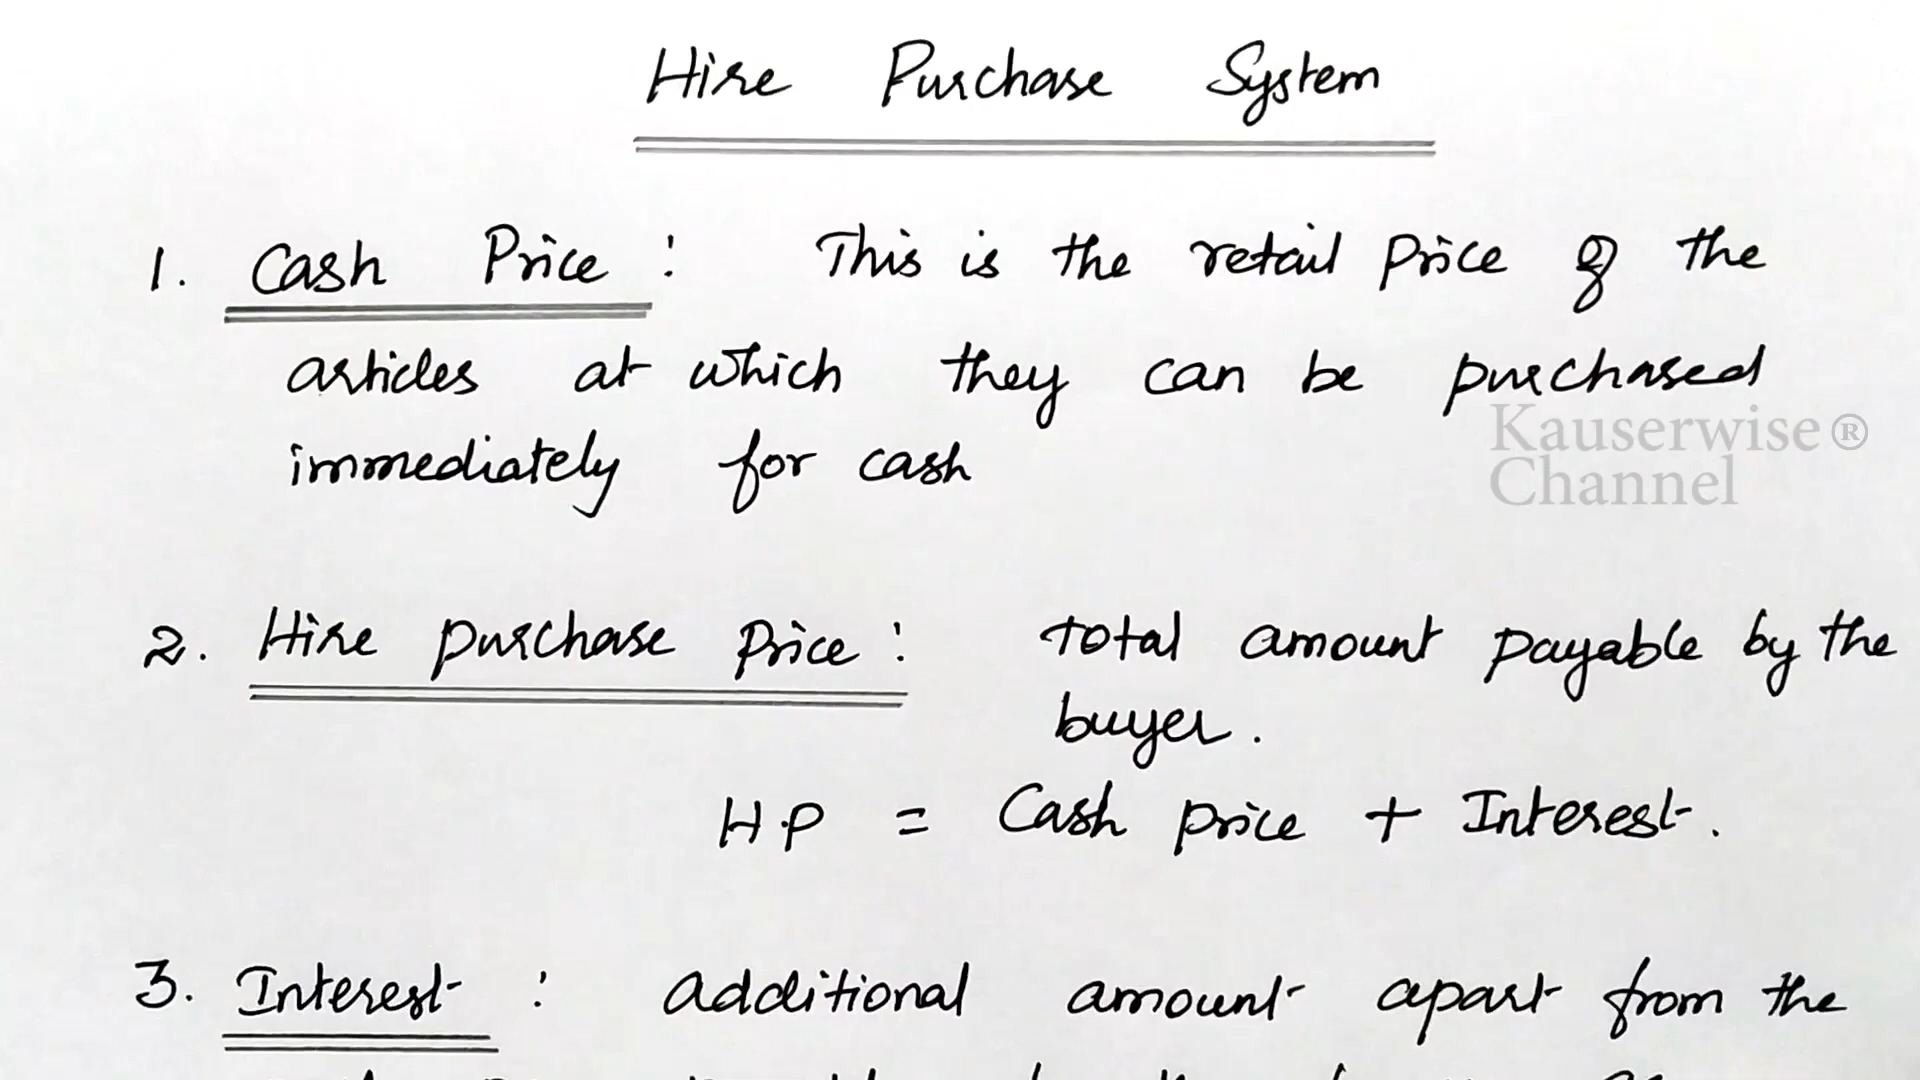 Hire Purchase System
1. Cash Price : This is the retail price of the
articles at which they can be purchased
immediately for cash
Kauserwise ®
Channel
2. Hire purchase price : Total amount payable by the
buyer.
H.P = Cash price + Interest.
3. Interest : additional amount apart from the